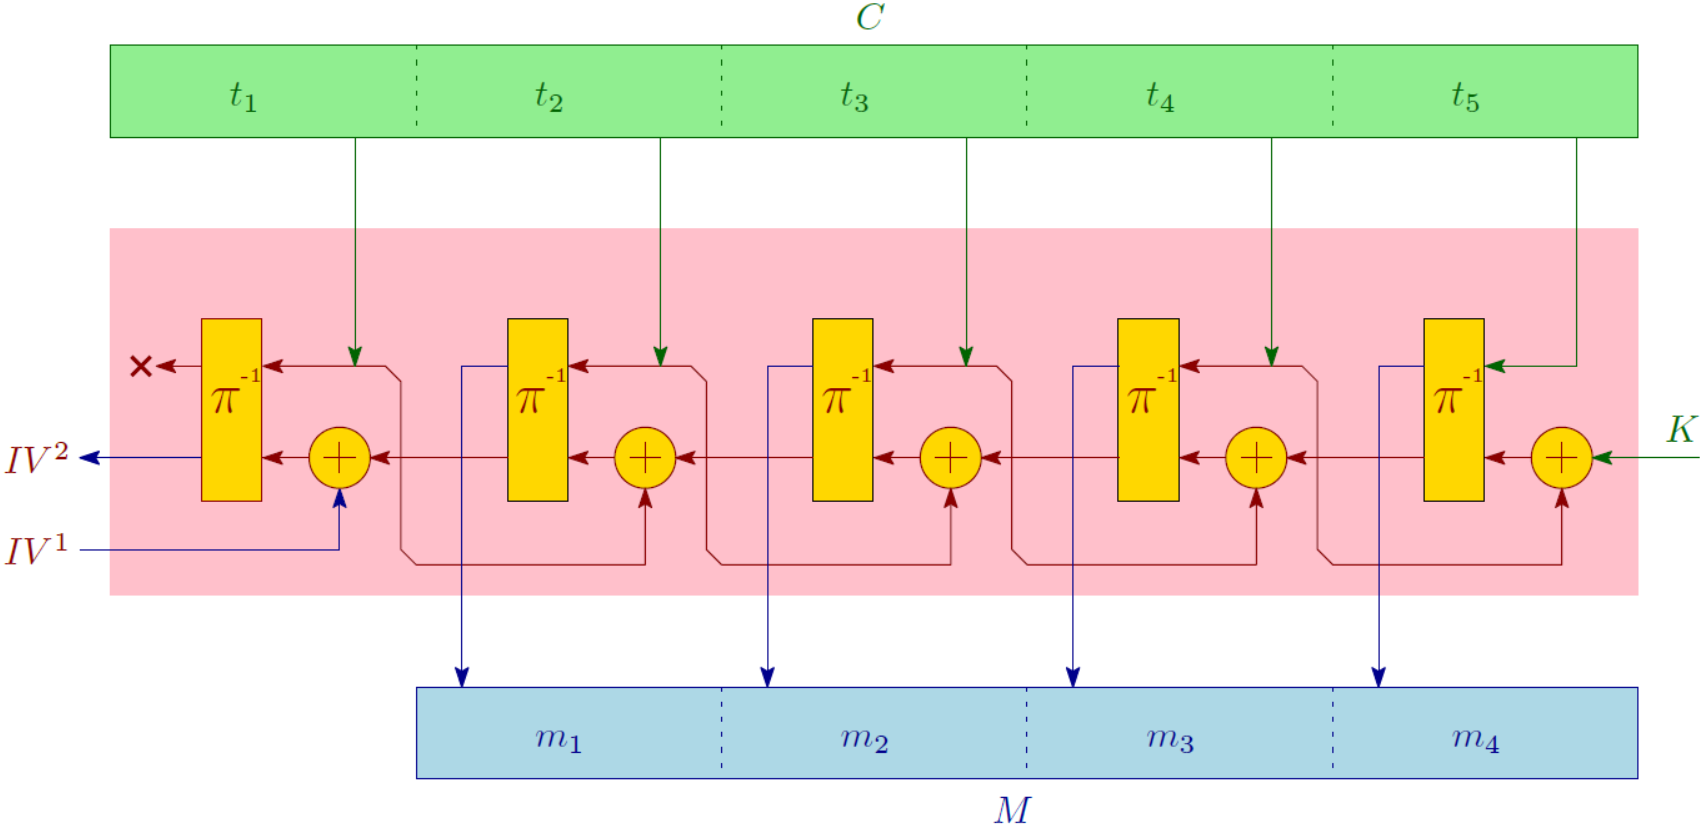 C
t₁ t₂ t₃ t₄ t₅
π⁻¹ π⁻¹ π⁻¹ π⁻¹ π⁻¹
K
IV²
IV¹
m₁ m₂ m₃ m₄
M